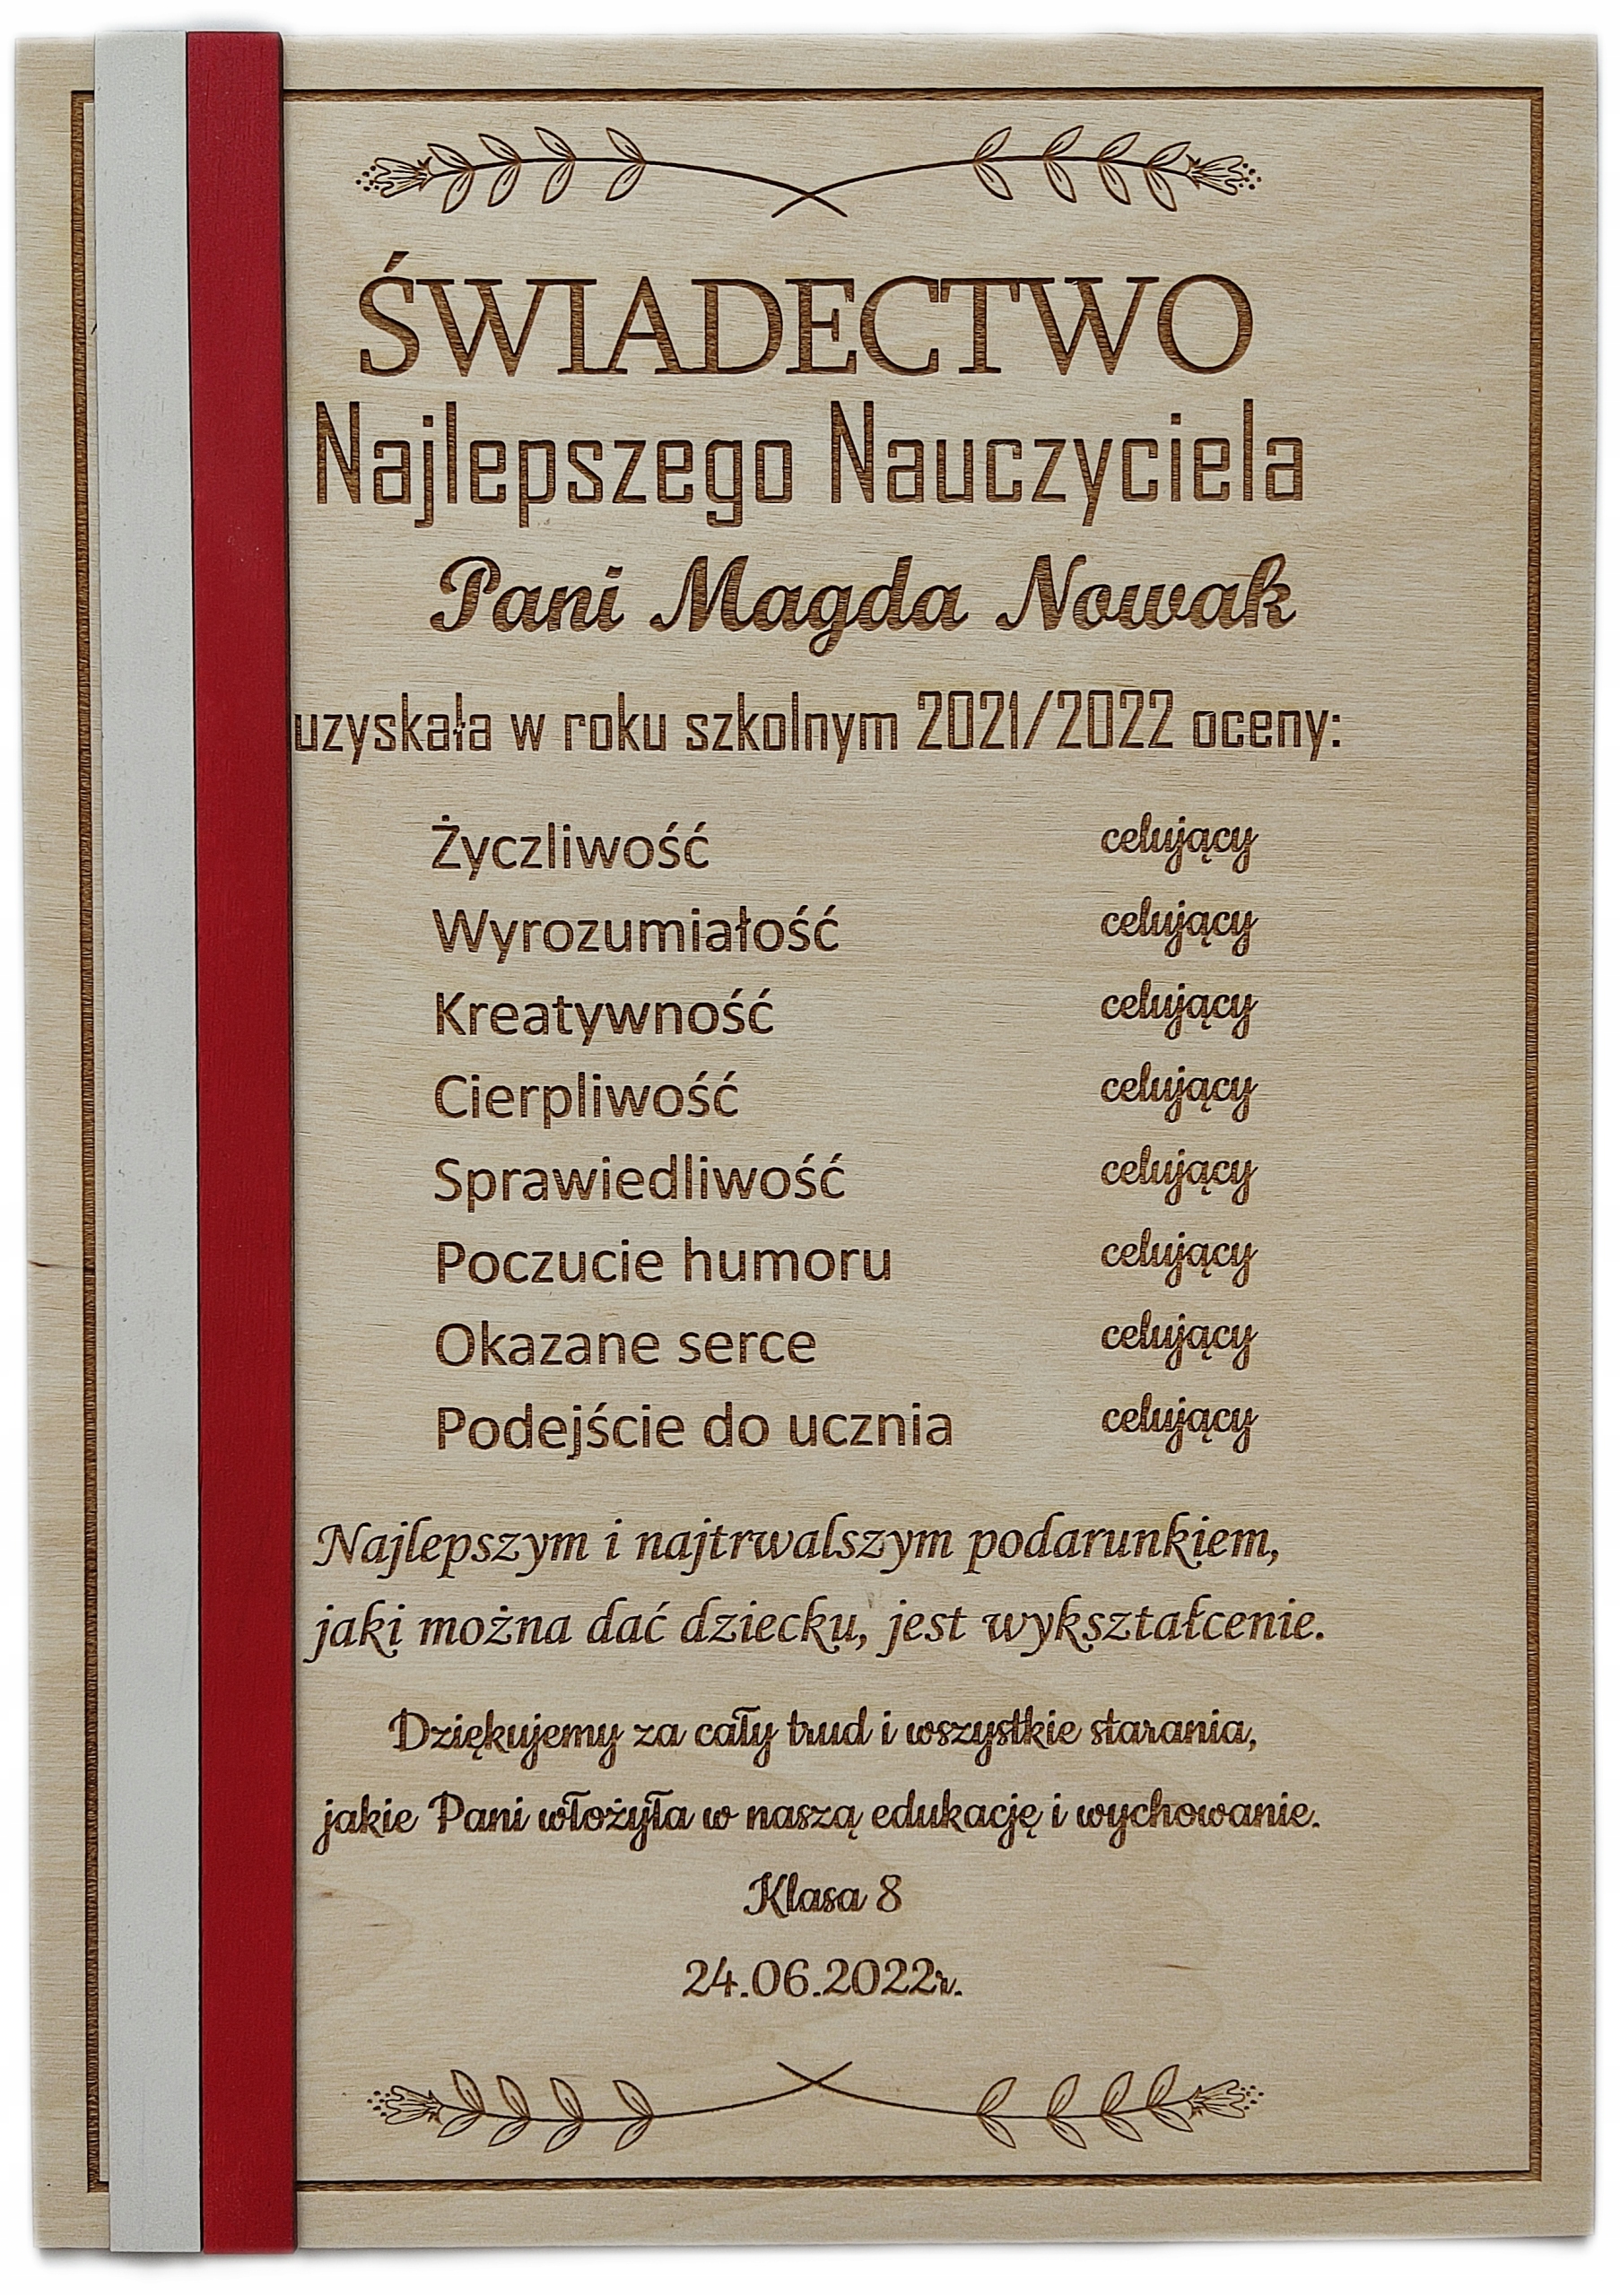 ŚWIADECTWO
Najlepszego Nauczyciela
Pani Magda Nowak
uzyskała w roku szkolnym 2021/2022 oceny:
Życzliwość celujący
Wyrozumiałość celujący
Kreatywność celujący
Cierpliwość celujący
Sprawiedliwość celujący
Poczucie humoru celujący
Okazane serce celujący
Podejście do ucznia celujący
Najlepszym i najtrwalszym podarunkiem,
jaki można dać dziecku, jest wykształcenie.
Dziękujemy za cały trud i wszystkie starania,
jakie Pani włożyła w naszą edukację i wychowanie.
Klasa 8
24.06.2022r.